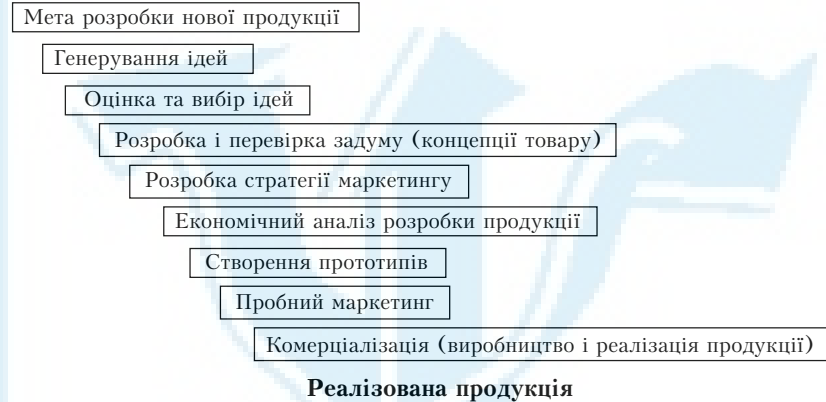 Мета розробки нової продукції
Генерування ідей
Оцінка та вибір ідей
Розробка і перевірка задуму (концепції товару)
Розробка стратегії маркетингу
Економічний аналіз розробки продукції
Створення прототипів
Пробний маркетинг
Комерціалізація (виробництво і реалізація продукції)
Реалізована продукція